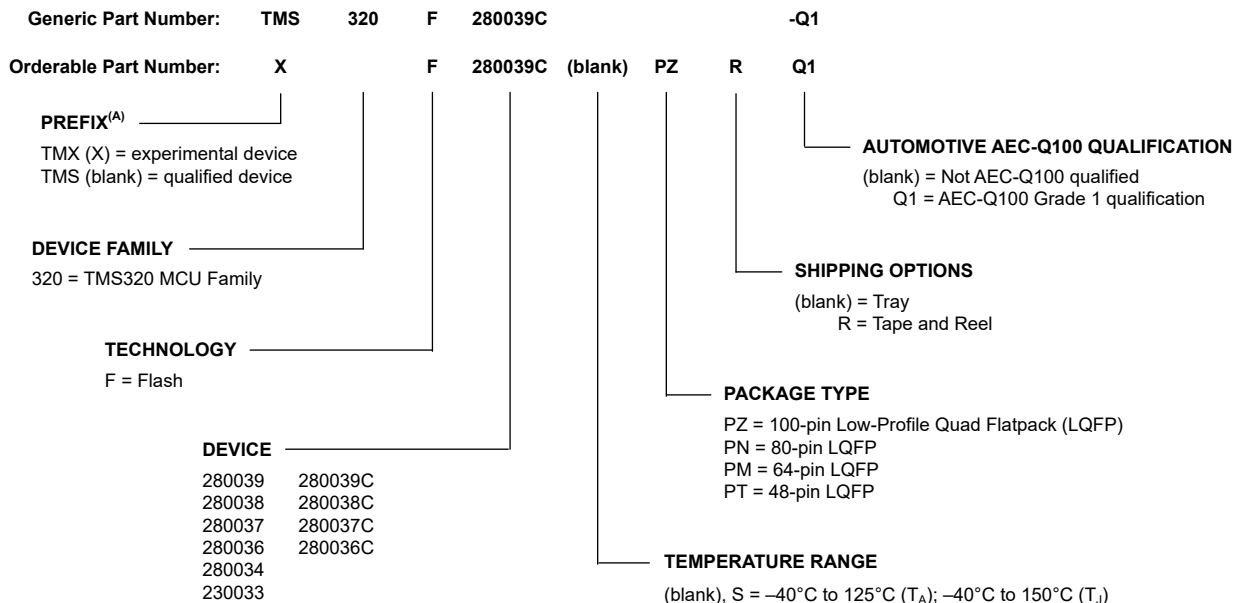 Generic Part Number: TMS 320 F 280039C -Q1
Orderable Part Number: X F 280039C (blank) PZ R Q1
PREFIX(A)
TMX (X) = experimental device
TMS (blank) = qualified device
DEVICE FAMILY
320 = TMS320 MCU Family
TECHNOLOGY
F = Flash
DEVICE
280039 280039C
280038 280038C
280037 280037C
280036 280036C
280034
230033
AUTOMOTIVE AEC-Q100 QUALIFICATION
(blank) = Not AEC-Q100 qualified
Q1 = AEC-Q100 Grade 1 qualification
SHIPPING OPTIONS
(blank) = Tray
R = Tape and Reel
PACKAGE TYPE
PZ = 100-pin Low-Profile Quad Flatpack (LQFP)
PN = 80-pin LQFP
PM = 64-pin LQFP
PT = 48-pin LQFP
TEMPERATURE RANGE
(blank), S = –40°C to 125°C (TA); –40°C to 150°C (TJ)